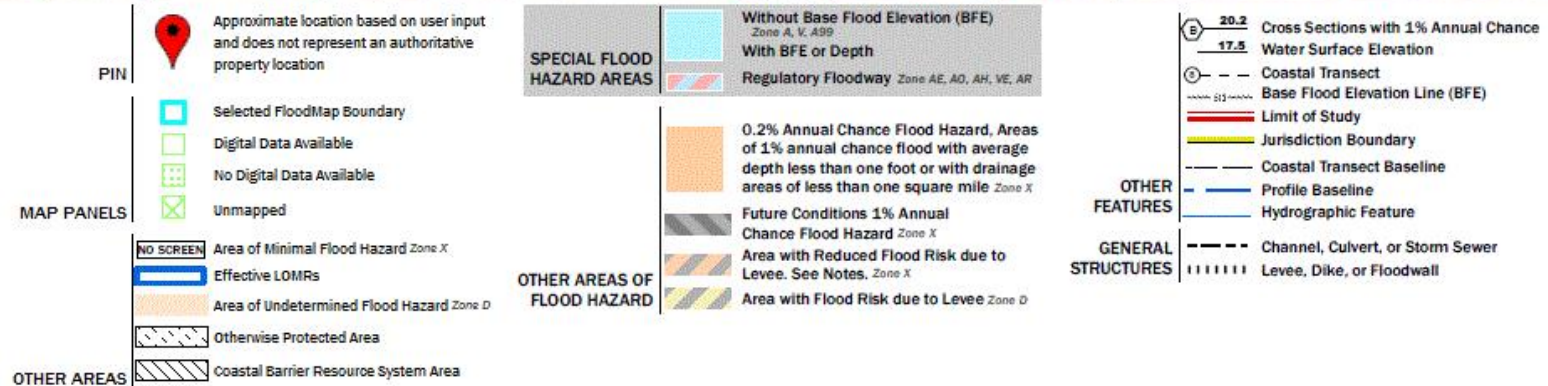 PIN
Approximate location based on user input
and does not represent an authoritative
property location
MAP PANELS
Selected FloodMap Boundary
Digital Data Available
No Digital Data Available
Unmapped
OTHER AREAS
NO SCREEN Area of Minimal Flood Hazard Zone X
Effective LOMRs
Area of Undetermined Flood Hazard Zone D
Otherwise Protected Area
Coastal Barrier Resource System Area
SPECIAL FLOOD
HAZARD AREAS
Without Base Flood Elevation (BFE)
Zone A, V, A99
With BFE or Depth
Regulatory Floodway Zone AE, AO, AH, VE, AR
OTHER AREAS OF
FLOOD HAZARD
0.2% Annual Chance Flood Hazard, Areas
of 1% annual chance flood with average
depth less than one foot or with drainage
areas of less than one square mile Zone X
Future Conditions 1% Annual
Chance Flood Hazard Zone X
Area with Reduced Flood Risk due to
Levee. See Notes. Zone X
Area with Flood Risk due to Levee Zone D
OTHER
FEATURES
B 20.2 Cross Sections with 1% Annual Chance
17.5 Water Surface Elevation
8 Coastal Transect
513 Base Flood Elevation Line (BFE)
Limit of Study
Jurisdiction Boundary
Coastal Transect Baseline
Profile Baseline
Hydrographic Feature
GENERAL
STRUCTURES
Channel, Culvert, or Storm Sewer
Levee, Dike, or Floodwall